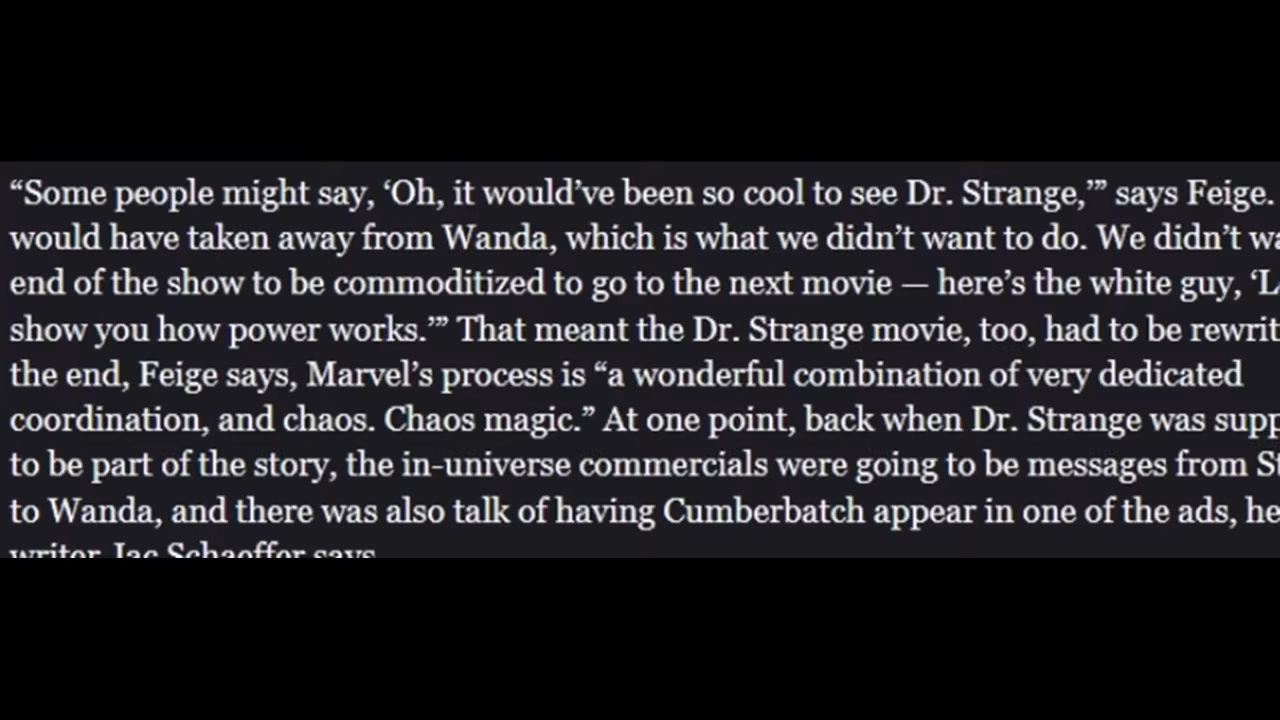 “Some people might say, ‘Oh, it would’ve been so cool to see Dr. Strange,’” says Feige.
would have taken away from Wanda, which is what we didn’t want to do. We didn’t
end of the show to be commoditized to go to the next movie — here’s the white guy,
show you how power works.’” That meant the Dr. Strange movie, too, had to be
the end, Feige says, Marvel’s process is “a wonderful combination of very dedicated
coordination, and chaos. Chaos magic.” At one point, back when Dr. Strange was
to be part of the story, the in-universe commercials were going to be messages from
to Wanda, and there was also talk of having Cumberbatch appear in one of the ads,
writer Jac Schaeffer says